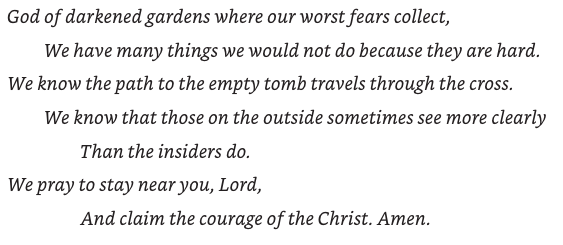 God of darkened gardens where our worst fears collect,
We have many things we would not do because they are hard.
We know the path to the empty tomb travels through the cross.
We know that those on the outside sometimes see more clearly
Than the insiders do.
We pray to stay near you, Lord,
And claim the courage of the Christ. Amen.